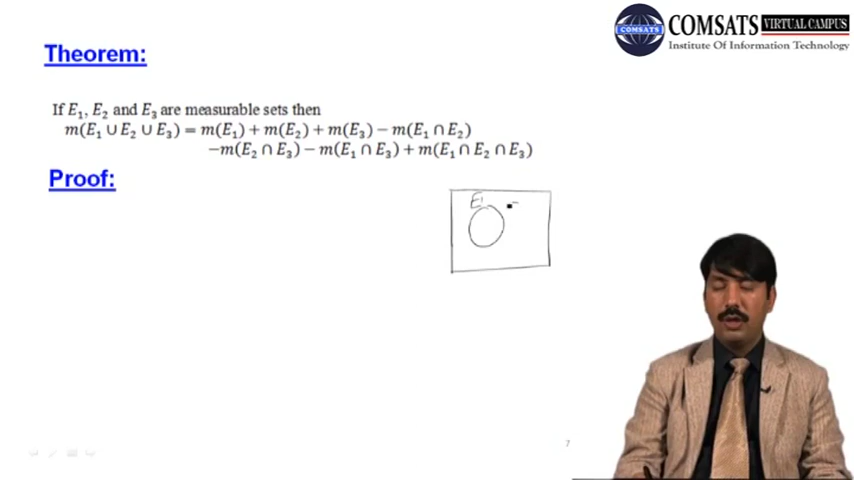 COMSATS
COMSATS VIRTUAL CAMPUS
Institute Of Information Technology
Theorem:
If E₁, E₂ and E₃ are measurable sets then
m(E₁ ∪ E₂ ∪ E₃) = m(E₁) + m(E₂) + m(E₃) − m(E₁ ∩ E₂)
−m(E₂ ∩ E₃) − m(E₁ ∩ E₃) + m(E₁ ∩ E₂ ∩ E₃)
Proof:
E₁
7